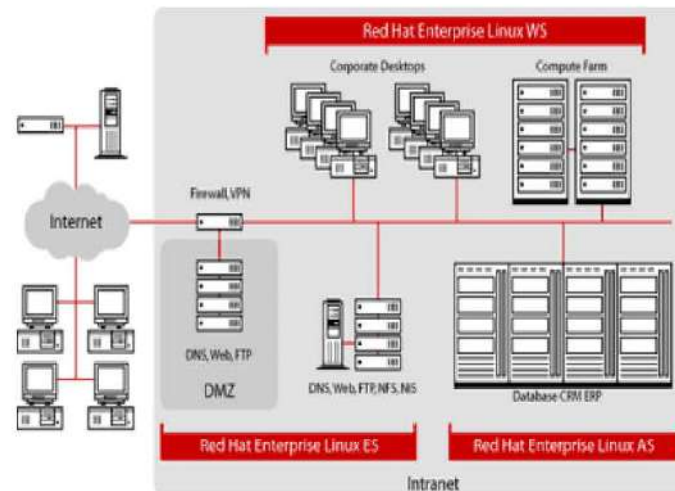 Red Hat Enterprise Linux WS
Corporate Desktops
Compute Farm
Firewall, VPN
Internet
DNS, Web, FTP
DMZ
DNS, Web, FTP, NFS, NIS
Database CRM ERP
Red Hat Enterprise Linux ES
Red Hat Enterprise Linux AS
Intranet